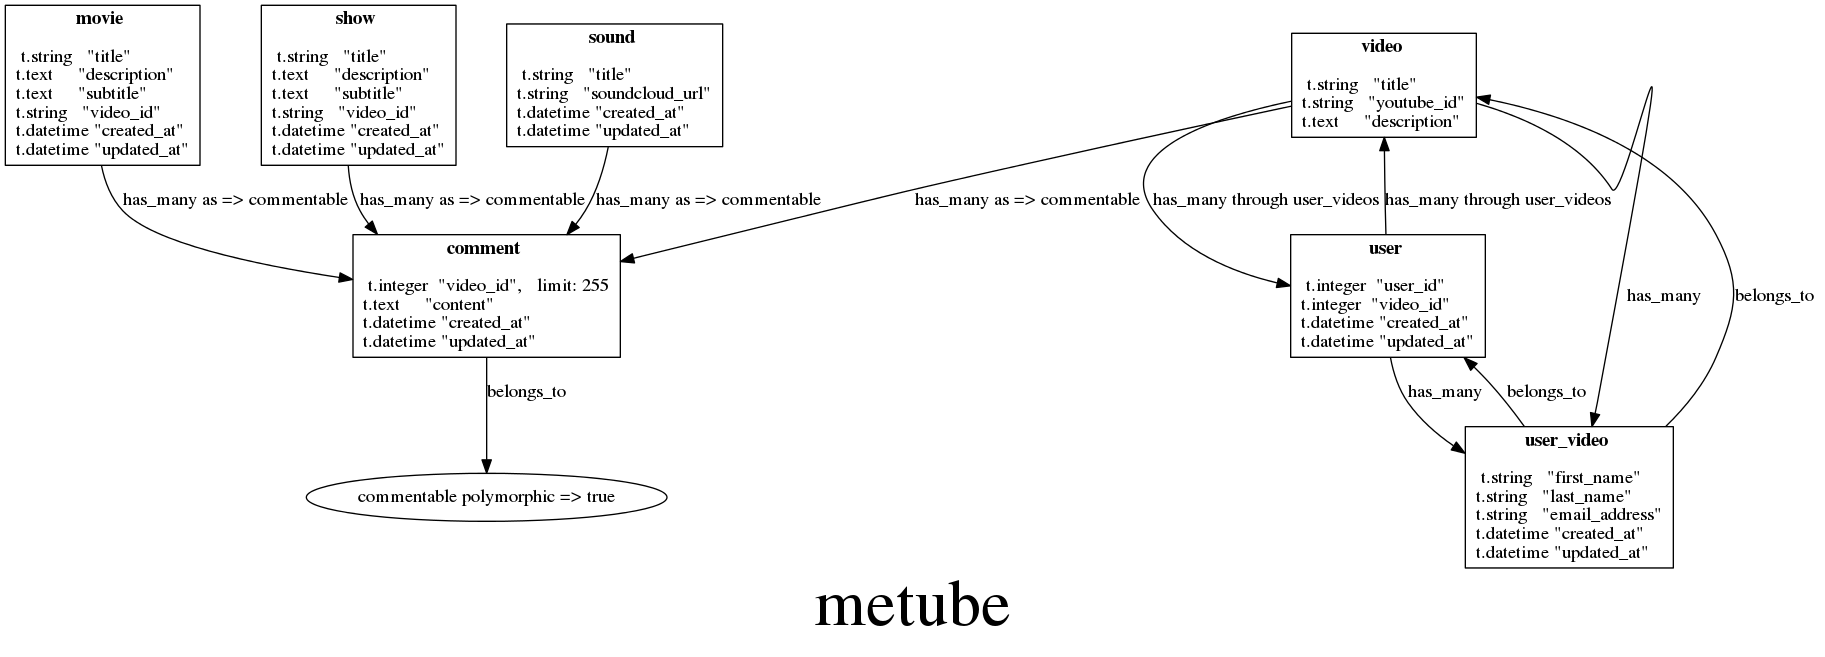 movie
t.string "title"
t.text "description"
t.text "subtitle"
t.string "video_id"
t.datetime "created_at"
t.datetime "updated_at"
show
t.string "title"
t.text "description"
t.text "subtitle"
t.string "video_id"
t.datetime "created_at"
t.datetime "updated_at"
sound
t.string "title"
t.string "soundcloud_url"
t.datetime "created_at"
t.datetime "updated_at"
video
t.string "title"
t.string "youtube_id"
t.text "description"
has_many as => commentable
has_many as => commentable
has_many as => commentable
has_many as => commentable
has_many through user_videos
has_many through user_videos
comment
t.integer "video_id", limit: 255
t.text "content"
t.datetime "created_at"
t.datetime "updated_at"
user
t.integer "user_id"
t.integer "video_id"
t.datetime "created_at"
t.datetime "updated_at"
has_many
belongs_to
belongs_to
has_many
belongs_to
user_video
t.string "first_name"
t.string "last_name"
t.string "email_address"
t.datetime "created_at"
t.datetime "updated_at"
commentable polymorphic => true
metube